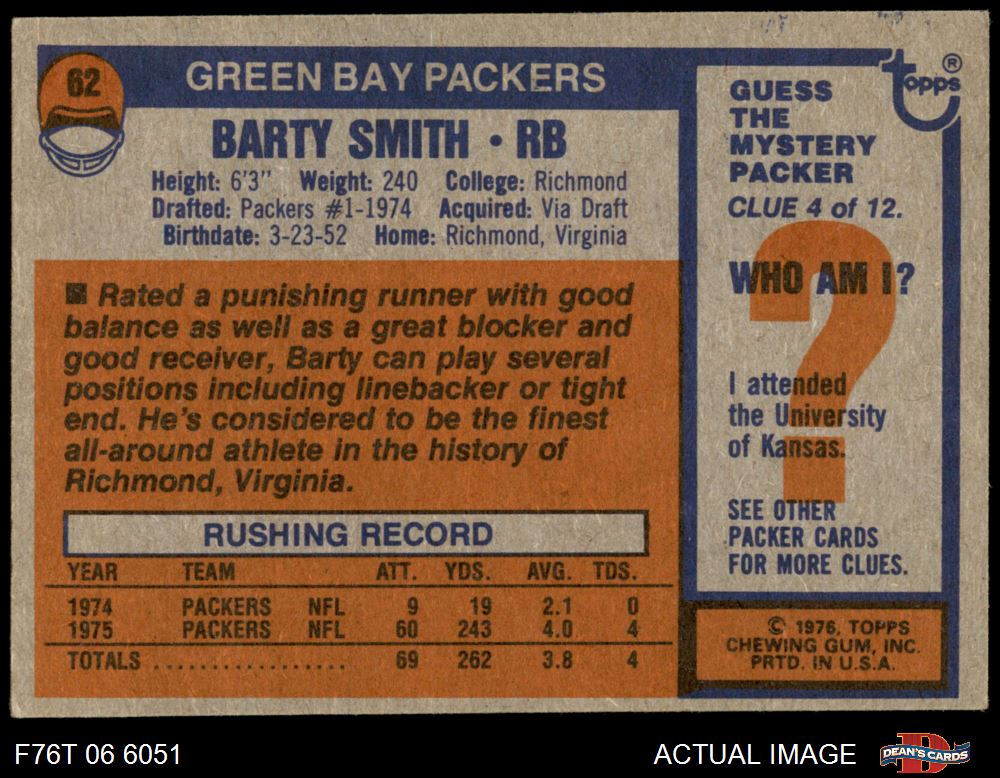 62
GREEN BAY PACKERS
BARTY SMITH • RB
Height: 6'3" Weight: 240 College: Richmond
Drafted: Packers #1-1974 Acquired: Via Draft
Birthdate: 3-23-52 Home: Richmond, Virginia
■ Rated a punishing runner with good
balance as well as a great blocker and
good receiver, Barty can play several
positions including linebacker or tight
end. He's considered to be the finest
all-around athlete in the history of
Richmond, Virginia.
RUSHING RECORD
YEAR TEAM ATT. YDS. AVG. TDS.
1974 PACKERS NFL 9 19 2.1 0
1975 PACKERS NFL 60 243 4.0 4
TOTALS ................. 69 262 3.8 4
topps ®
GUESS
THE
MYSTERY
PACKER
CLUE 4 of 12.
WHO AM I?
?
I attended
the University
of Kansas.
SEE OTHER
PACKER CARDS
FOR MORE CLUES.
© 1976, TOPPS
CHEWING GUM, INC.
PRTD. IN U.S.A.
F76T 06 6051
ACTUAL IMAGE
D
DEAN'S CARDS